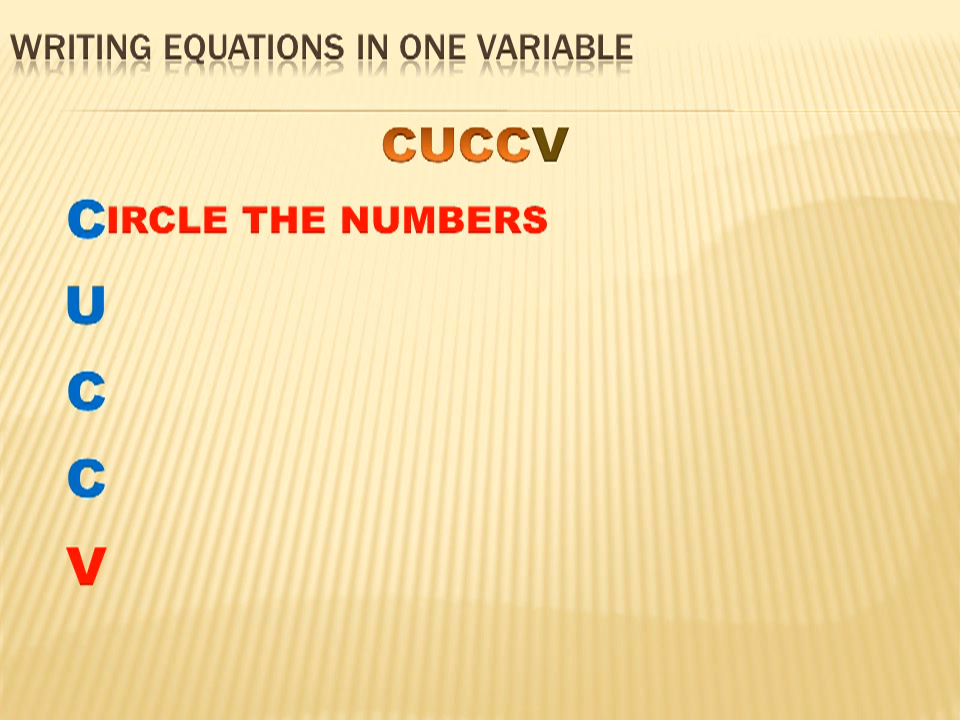 WRITING EQUATIONS IN ONE VARIABLE
CUCCV
CIRCLE THE NUMBERS
U
C
C
V